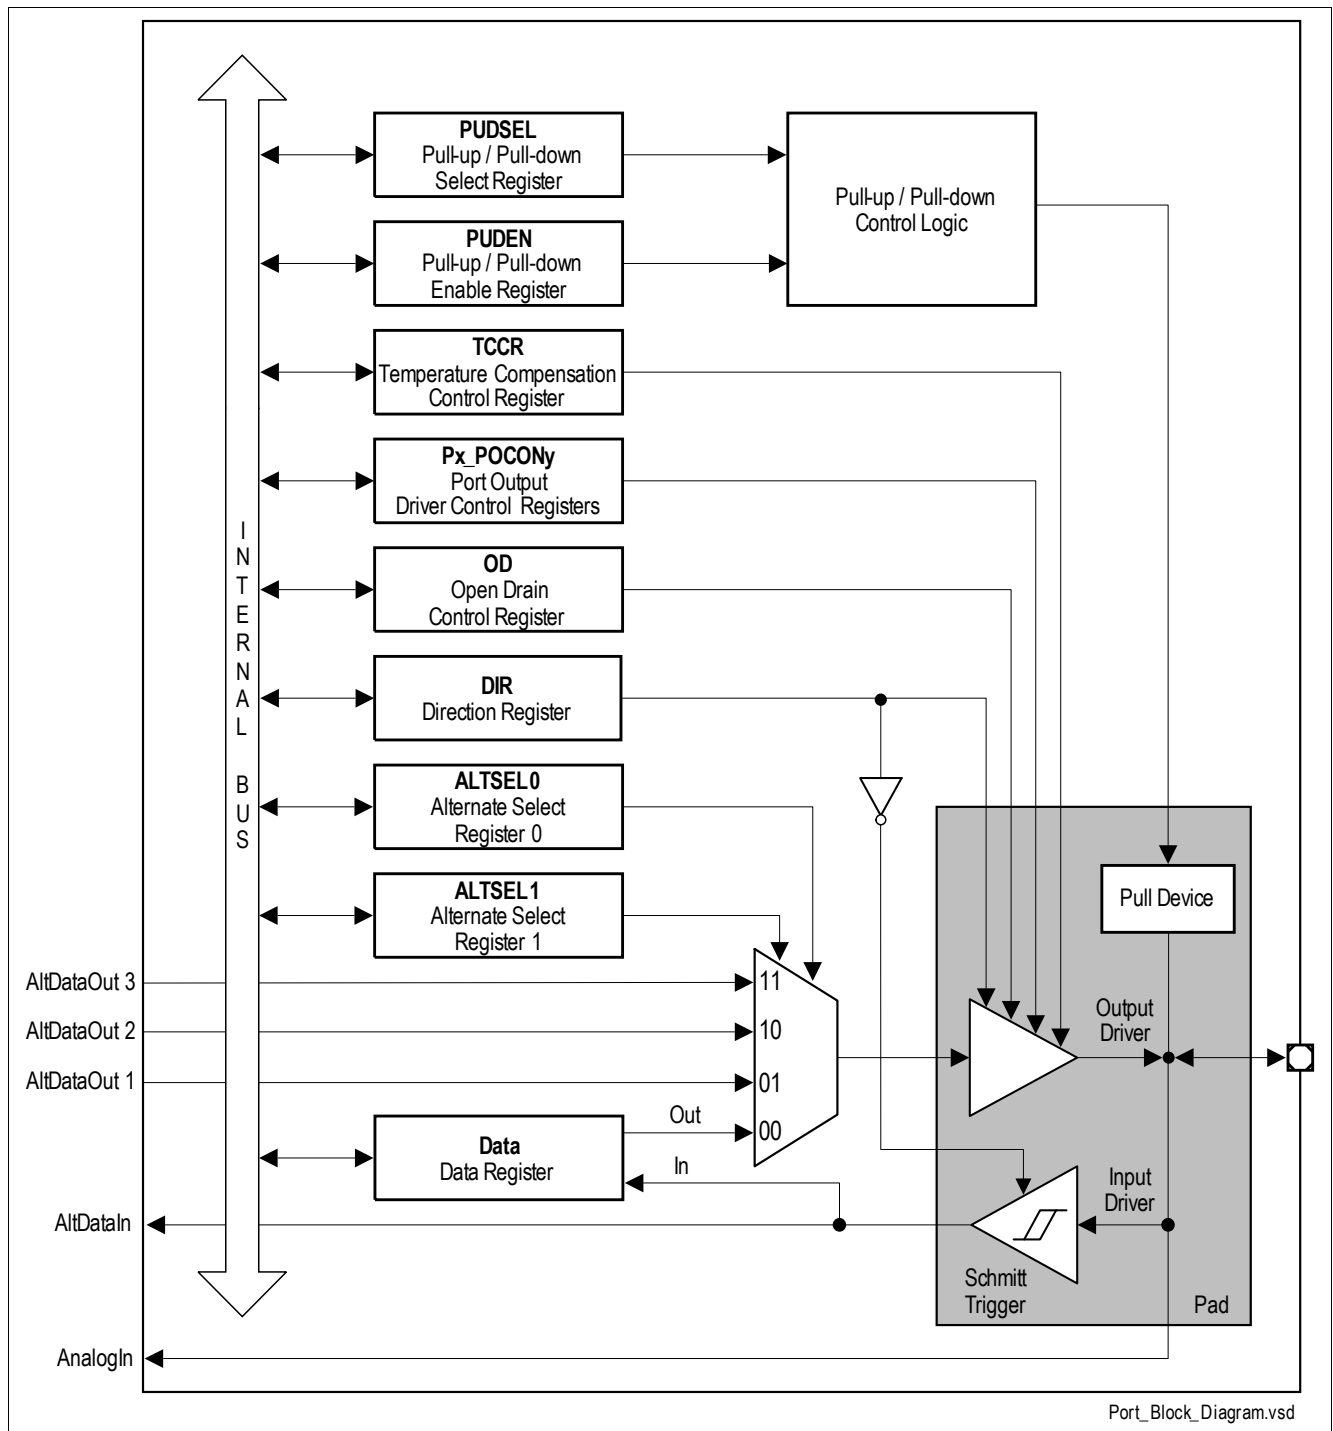 PUDSEL
Pull-up / Pull-down
Select Register
Pull-up / Pull-down
Control Logic
PUDEN
Pull-up / Pull-down
Enable Register
TCCR
Temperature Compensation
Control Register
Px_POCONy
Port Output
Driver Control Registers
INTERNAL BUS
OD
Open Drain
Control Register
DIR
Direction Register
ALTSEL0
Alternate Select
Register 0
ALTSEL1
Alternate Select
Register 1
Pull Device
AltDataOut 3
11
AltDataOut 2
10
AltDataOut 1
01
Output
Driver
Out
00
Data
Data Register
In
Input
Driver
AltDataIn
Schmitt
Trigger
Pad
AnalogIn
Port_Block_Diagram.vsd